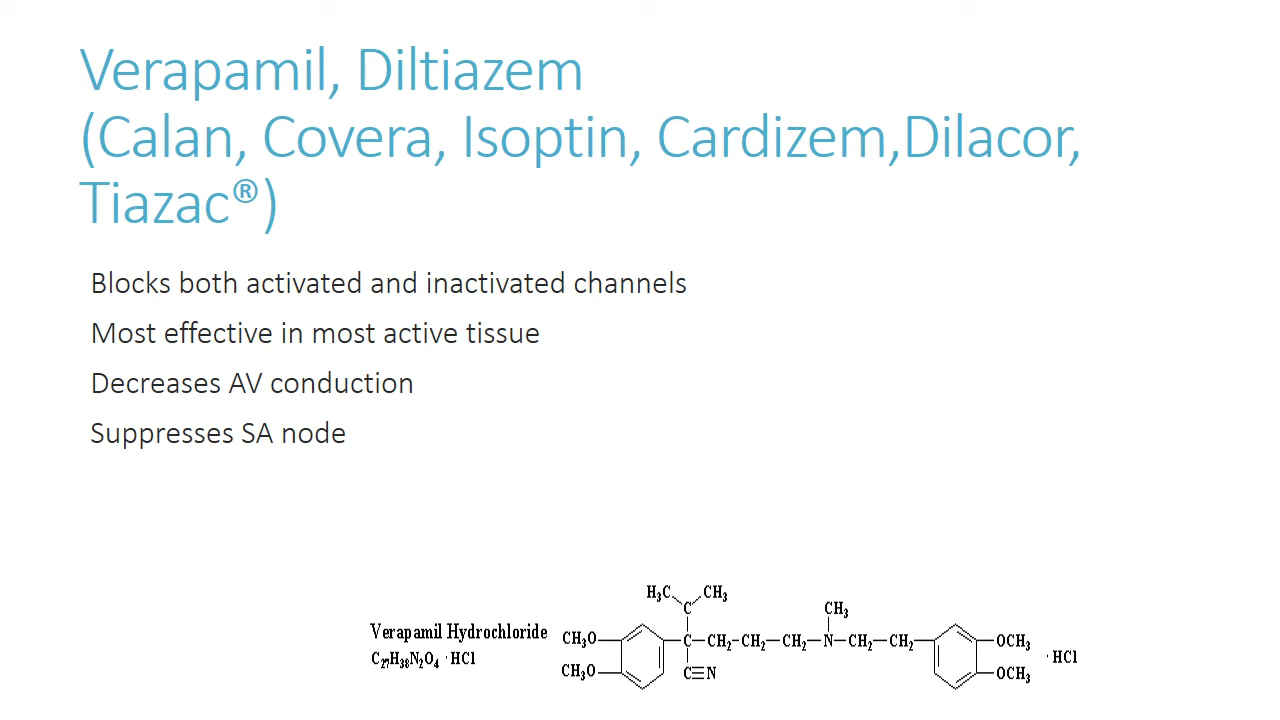 Verapamil, Diltiazem
(Calan, Covera, Isoptin, Cardizem,Dilacor,
Tiazac®)
Blocks both activated and inactivated channels
Most effective in most active tissue
Decreases AV conduction
Suppresses SA node
H₃C CH₃
C CH₃
Verapamil Hydrochloride CH₃O C–CH₂–CH₂–CH₂–N–CH₂–CH₂ OCH₃
C₂₇H₃₈N₂O₄ ·HCl ·HCl
CH₃O C≡N OCH₃